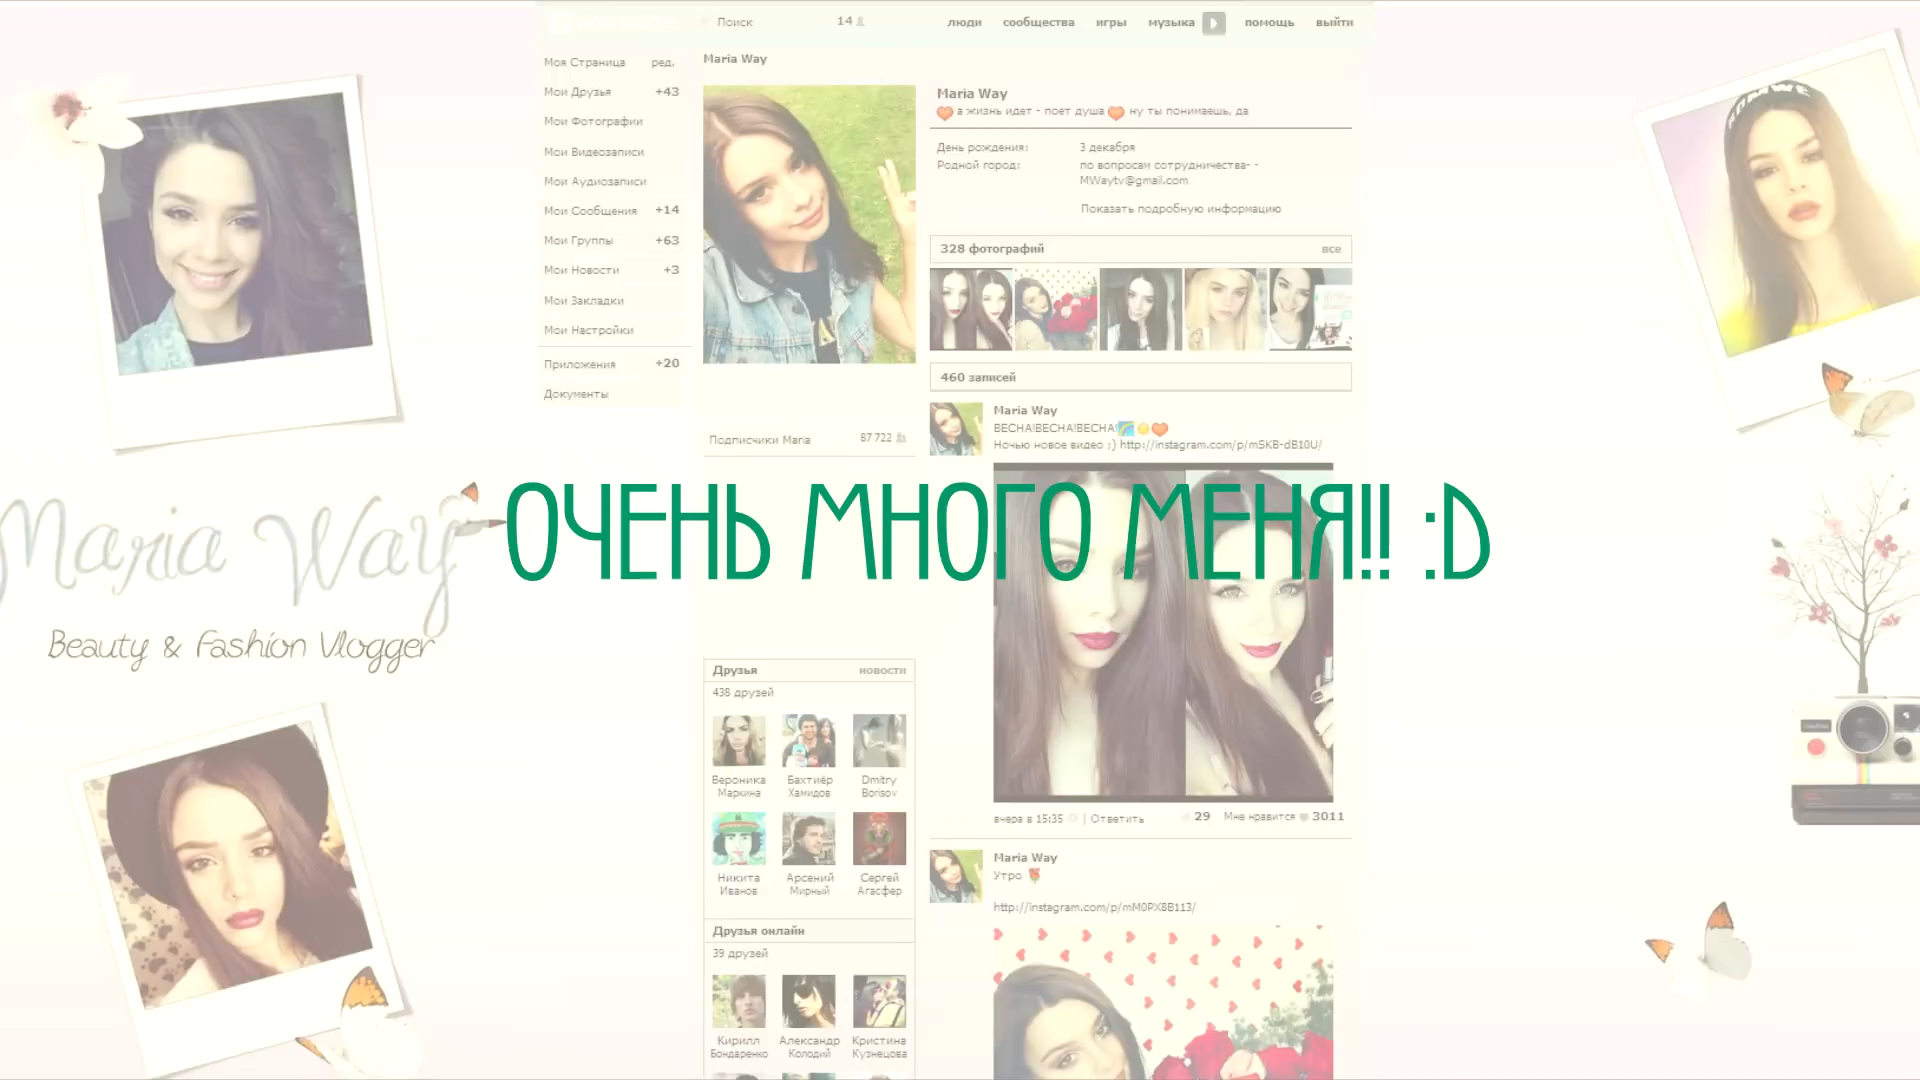 Поиск
14
люди
сообщества
игры
музыка
помощь
выйти
Моя Страница
ред.
Мои Друзья
+43
Мои Фотографии
Мои Видеозаписи
Мои Аудиозаписи
Мои Сообщения
+14
Мои Группы
+63
Мои Новости
+3
Мои Закладки
Мои Настройки
Приложения
+20
Документы
Maria Way
Подписчики Maria
87 722
Maria Way
а жизнь идет - поет душа
ну ты понимаешь, да
День рождения:
3 декабря
Родной город:
по вопросам сотрудничества- -
MWaytv@gmail.com
Показать подробную информацию
328 фотографий
все
460 записей
Maria Way
ВЕСНА!ВЕСНА!ВЕСНА!
Ночью новое видео ;) http://instagram.com/p/mSKB-dB10U/
ОЧЕНЬ МНОГО МЕНЯ!! :D
Maria Way
Beauty & Fashion Vlogger
Друзья
новости
438 друзей
Вероника
Маркина
Бахтиёр
Хамидов
Dmitry
Borisov
Никита
Иванов
Арсений
Мирный
Сергей
Агасфер
Друзья онлайн
39 друзей
Кирилл
Бондаренко
Александр
Колодий
Кристина
Кузнецова
вчера в 15:35
| Ответить
29
Мне нравится
3011
Maria Way
Утро
http://instagram.com/p/mM0PX8B113/